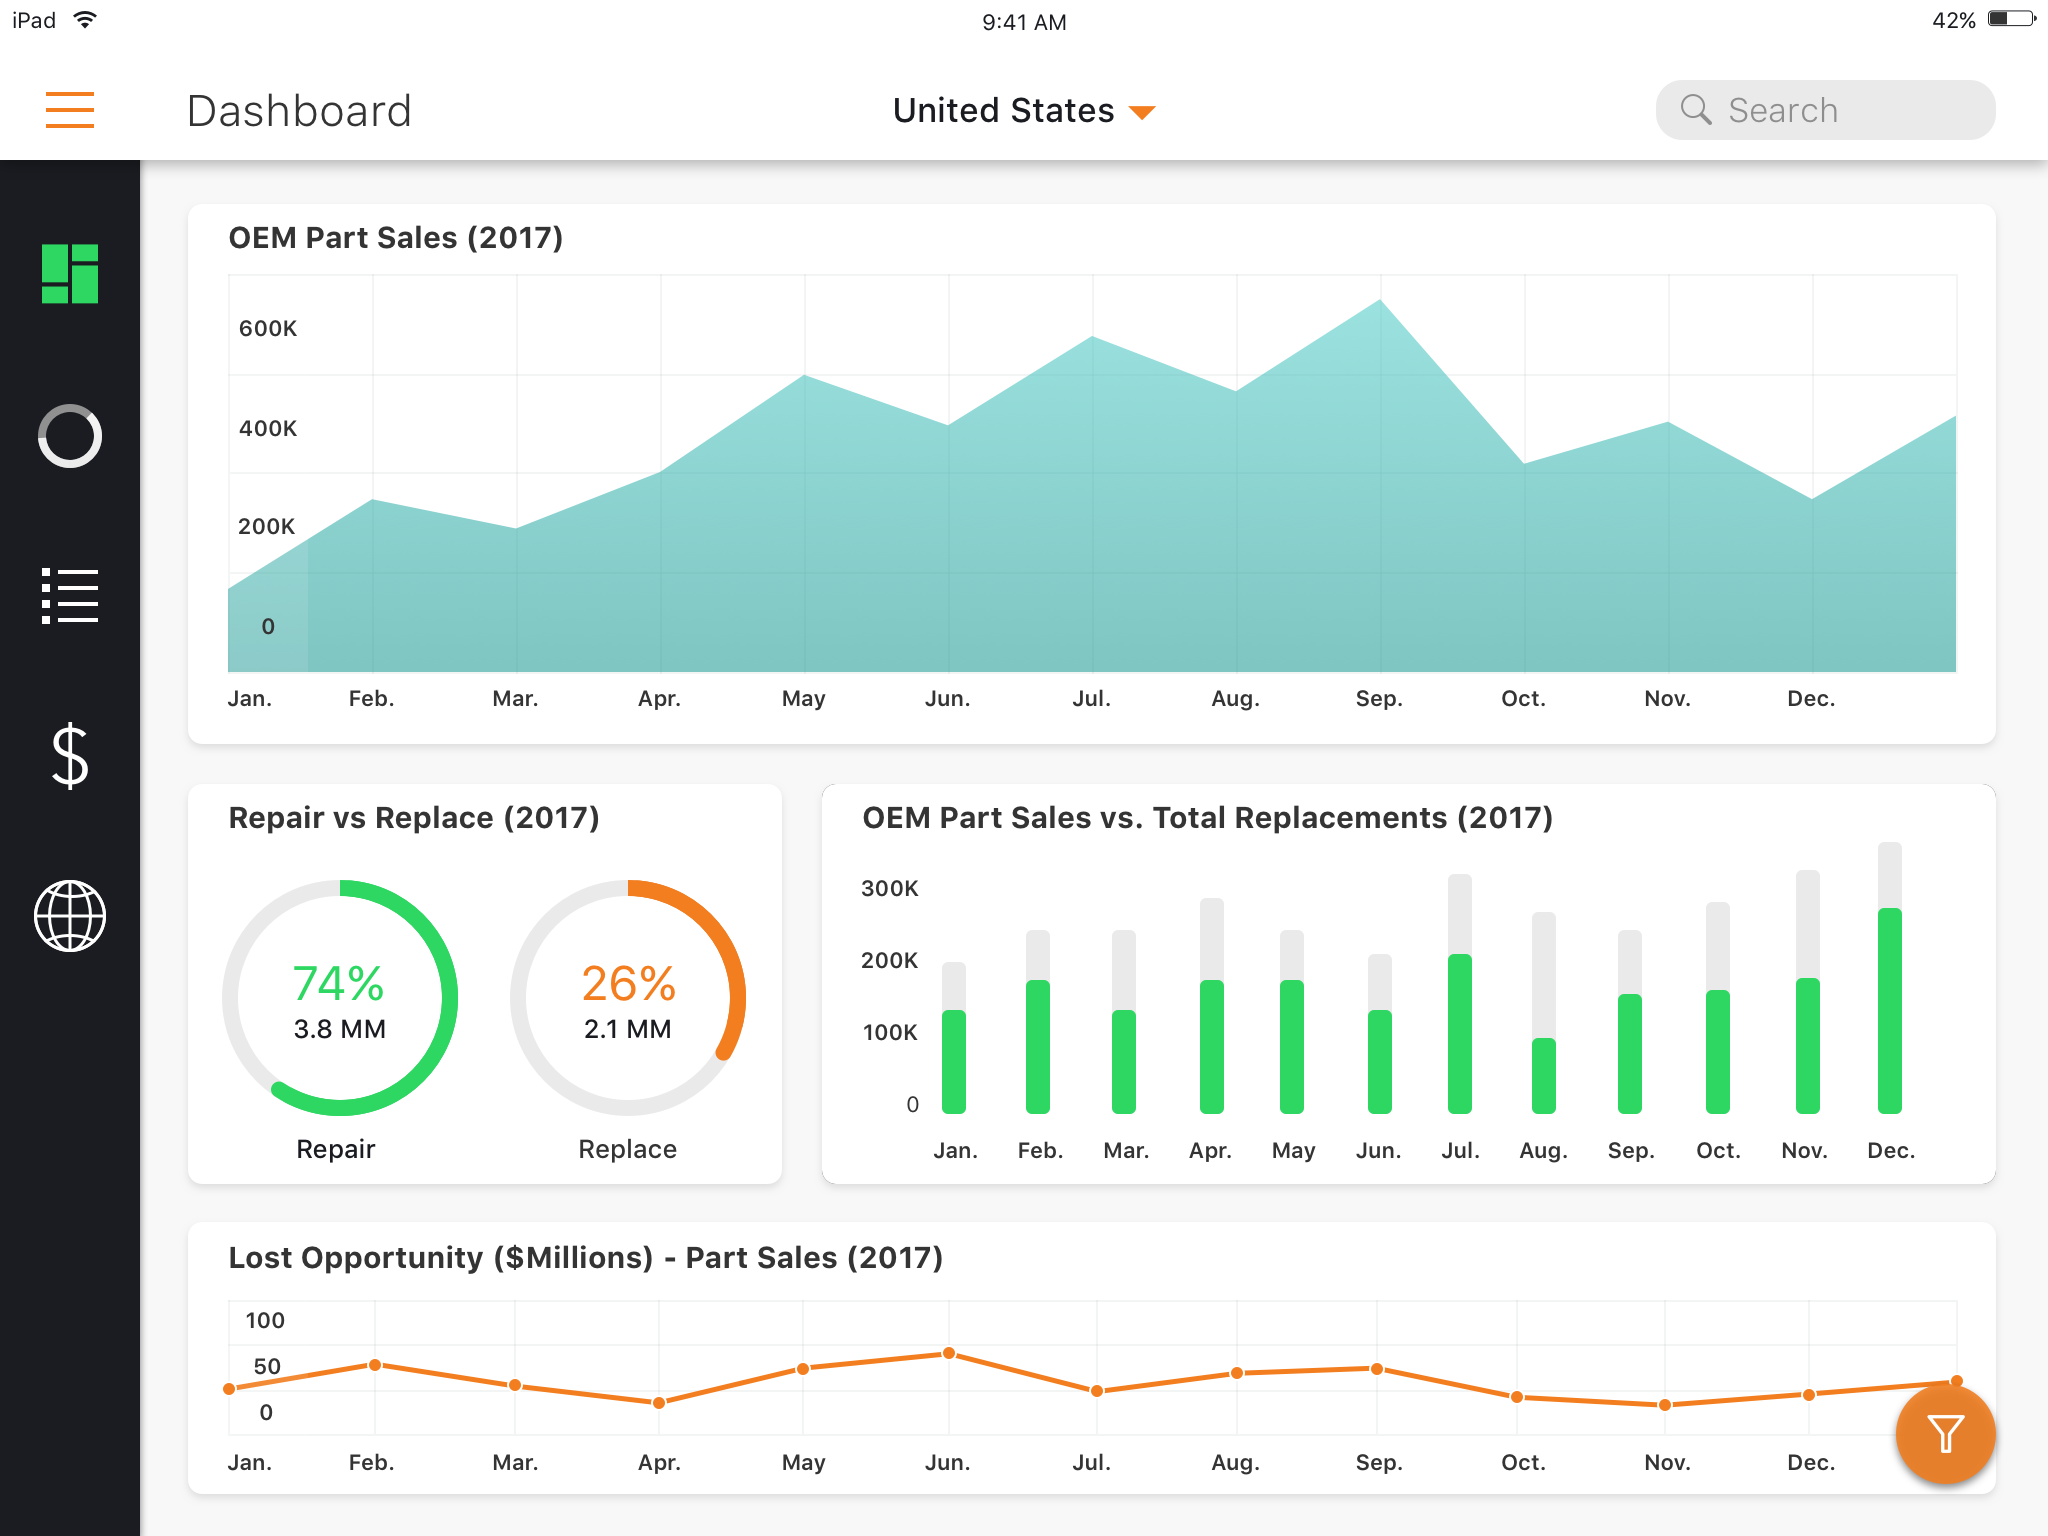 iPad
9:41 AM
42%
Dashboard
United States
Search
OEM Part Sales (2017)
600K
400K
200K
0
Jan. Feb. Mar. Apr. May Jun. Jul. Aug. Sep. Oct. Nov. Dec.
Repair vs Replace (2017)
74%
3.8 MM
Repair
26%
2.1 MM
Replace
OEM Part Sales vs. Total Replacements (2017)
300K
200K
100K
0
Jan. Feb. Mar. Apr. May Jun. Jul. Aug. Sep. Oct. Nov. Dec.
Lost Opportunity ($Millions) - Part Sales (2017)
100
50
0
Jan. Feb. Mar. Apr. May Jun. Jul. Aug. Sep. Oct. Nov. Dec.